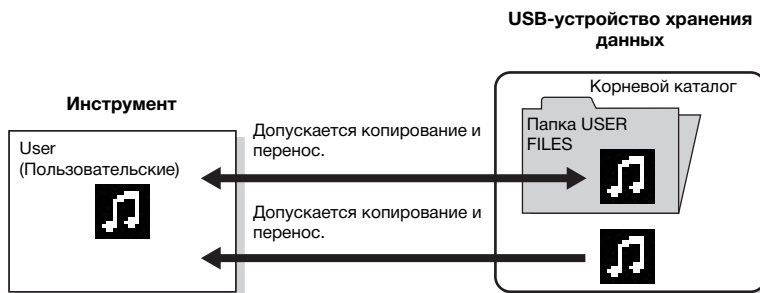 USB-устройство хранения
данных
Корневой каталог
Инструмент
Папка USER
FILES
User
(Пользовательские)
Допускается копирование и
перенос.
Допускается копирование и
перенос.